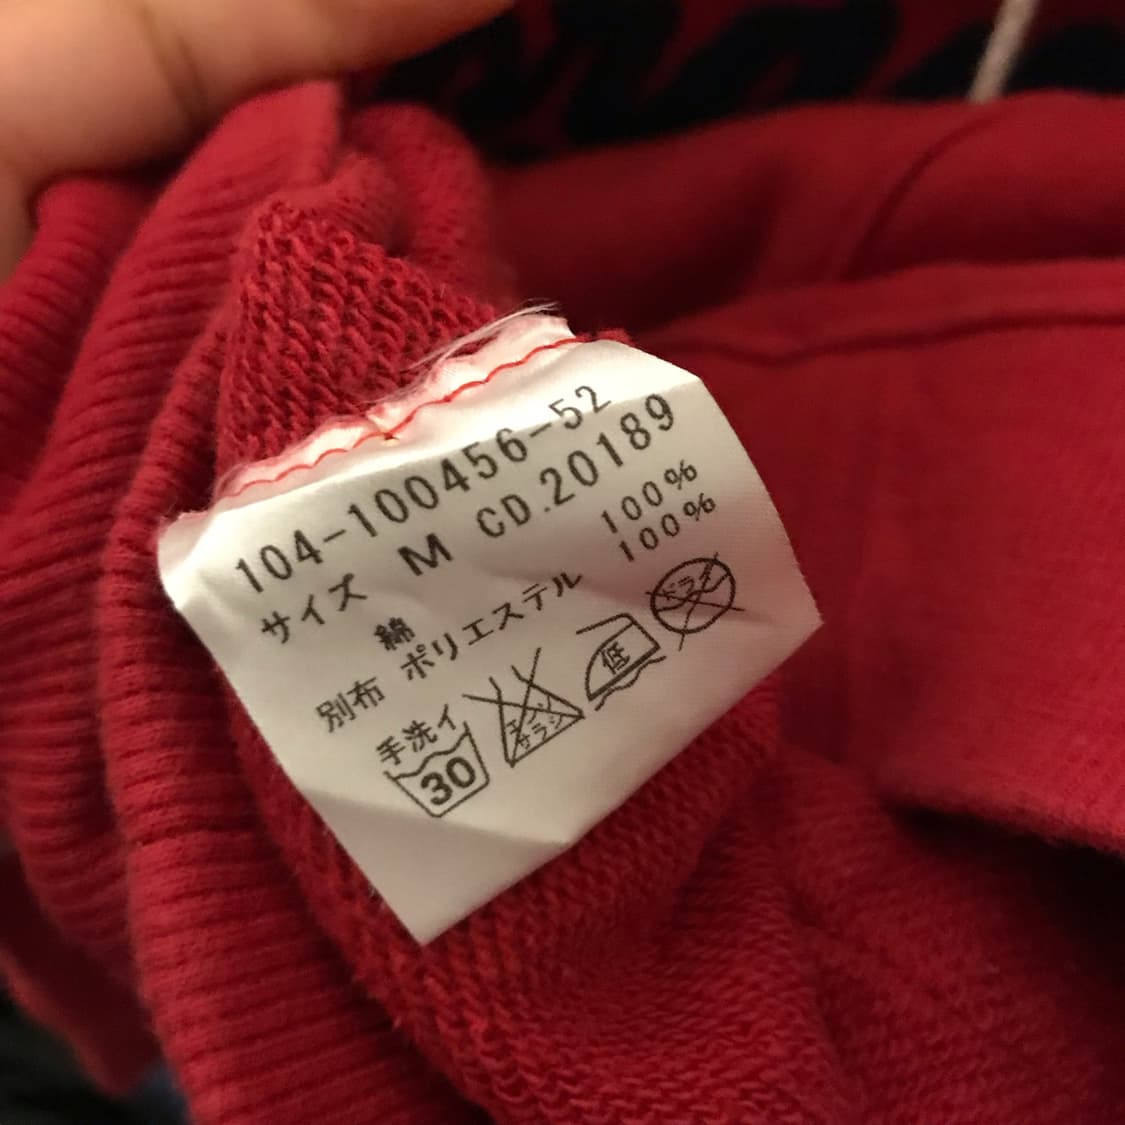 104-100456-52
サイズ M CD.20189
綿 100%
別布 ポリエステル 100%
手洗イ
30
エンソ
サラシ
低
ドライ